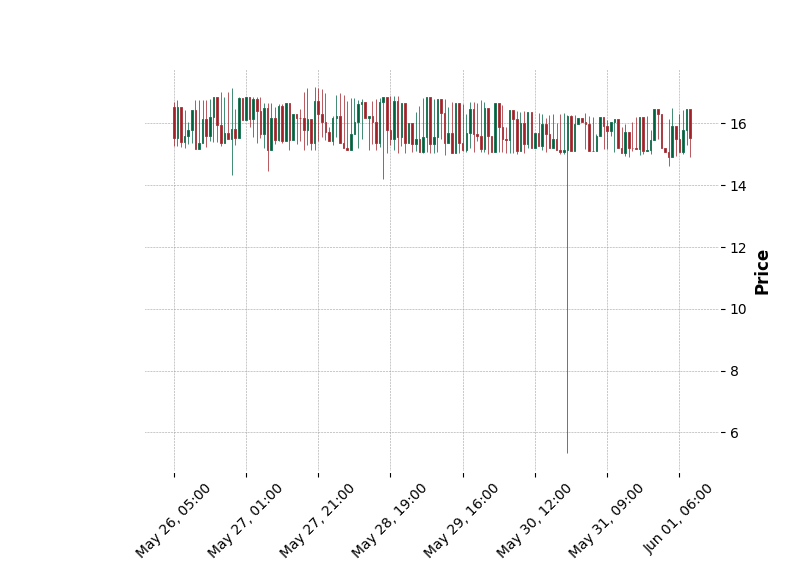 16
14
12
10
8
6
Price
May 26, 05:00
May 27, 01:00
May 27, 21:00
May 28, 19:00
May 29, 16:00
May 30, 12:00
May 31, 09:00
Jun 01, 06:00